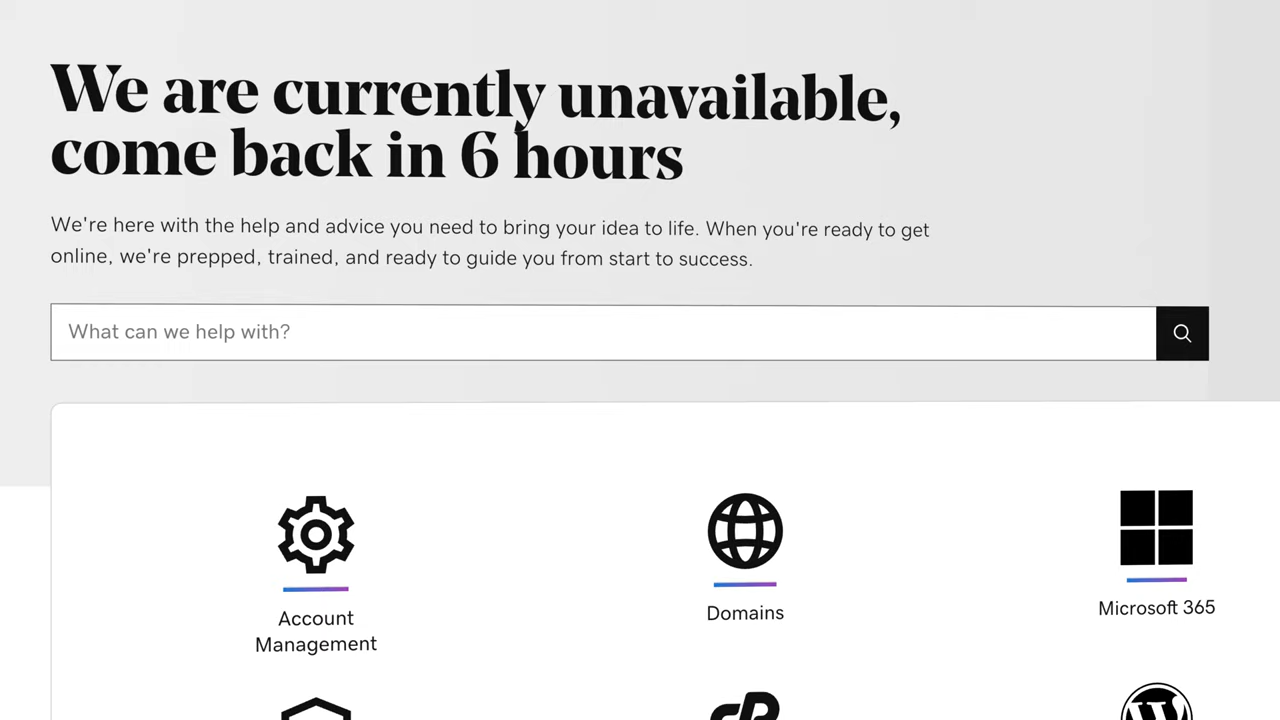 We are currently unavailable,
come back in 6 hours
We're here with the help and advice you need to bring your idea to life. When you're ready to get
online, we're prepped, trained, and ready to guide you from start to success.
What can we help with?
Account
Management
Domains
Microsoft 365